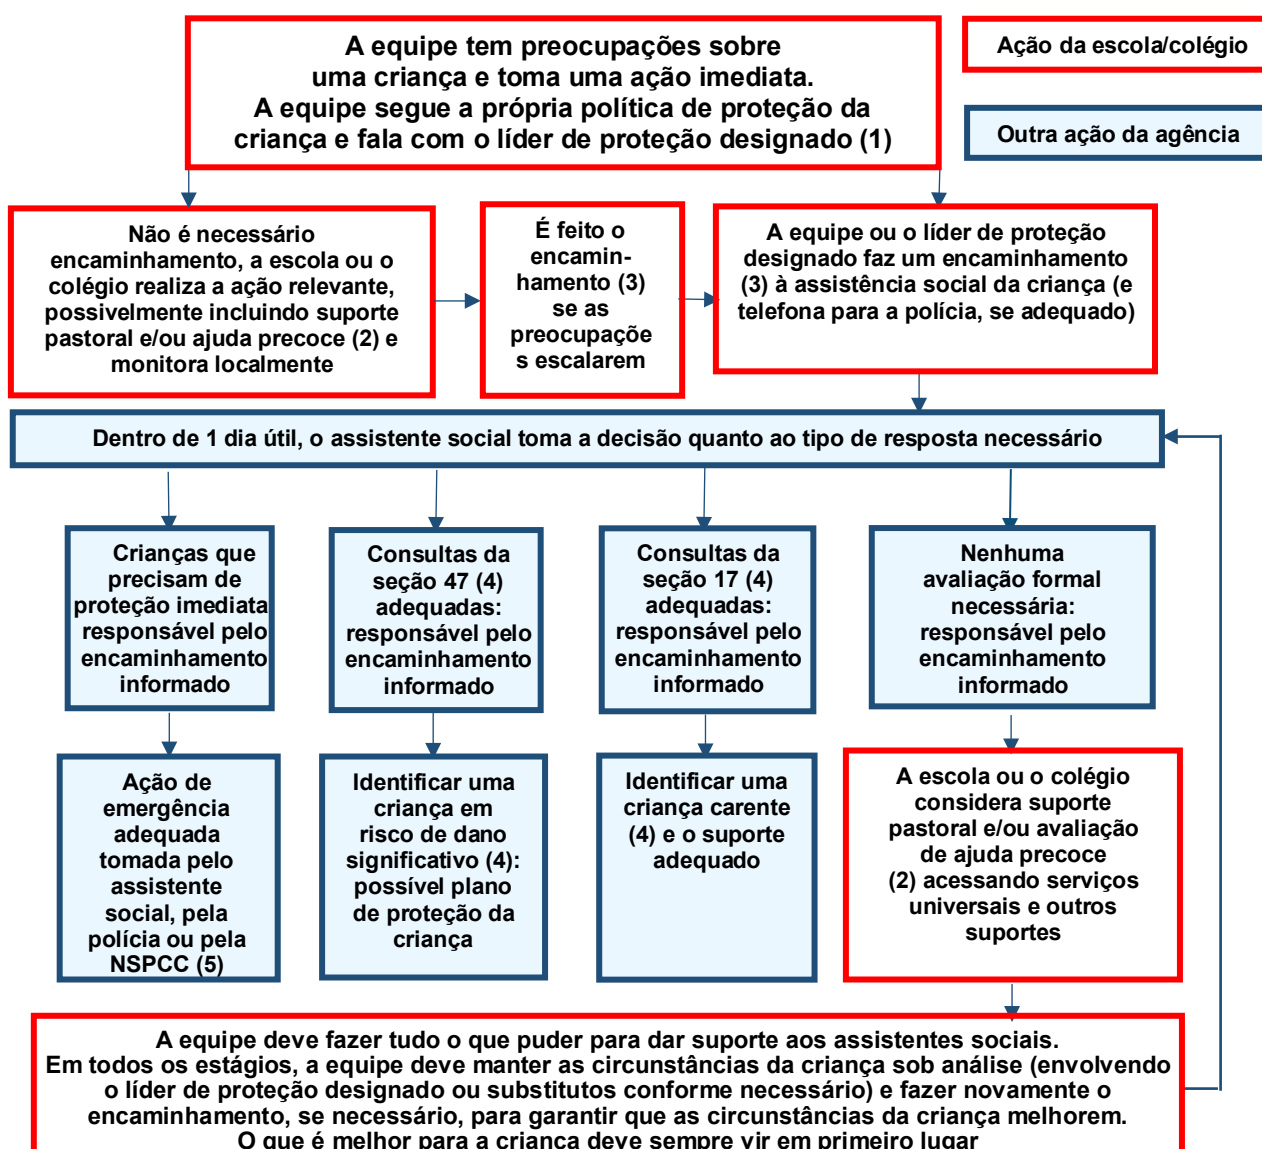 A equipe tem preocupações sobre
uma criança e toma uma ação imediata.
A equipe segue a própria política de proteção da
criança e fala com o líder de proteção designado (1)
Ação da escola/colégio
Outra ação da agência
Não é necessário
encaminhamento, a escola ou o
colégio realiza a ação relevante,
possivelmente incluindo suporte
pastoral e/ou ajuda precoce (2) e
monitora localmente
É feito o
encamin-
hamento (3)
se as
preocupaçõe
s escalarem
A equipe ou o líder de proteção
designado faz um encaminhamento
(3) à assistência social da criança (e
telefona para a polícia, se adequado)
Dentro de 1 dia útil, o assistente social toma a decisão quanto ao tipo de resposta necessário
Crianças que
precisam de
proteção imediata
responsável pelo
encaminhamento
informado
Consultas da
seção 47 (4)
adequadas:
responsável pelo
encaminhamento
informado
Consultas da
seção 17 (4)
adequadas:
responsável pelo
encaminhamento
informado
Nenhuma
avaliação formal
necessária:
responsável pelo
encaminhamento
informado
Ação de
emergência
adequada
tomada pelo
assistente
social, pela
polícia ou pela
NSPCC (5)
Identificar uma
criança em
risco de dano
significativo (4):
possível plano
de proteção da
criança
Identificar uma
criança carente
(4) e o suporte
adequado
A escola ou o colégio
considera suporte
pastoral e/ou avaliação
de ajuda precoce
(2) acessando serviços
universais e outros
suportes
A equipe deve fazer tudo o que puder para dar suporte aos assistentes sociais.
Em todos os estágios, a equipe deve manter as circunstâncias da criança sob análise (envolvendo
o líder de proteção designado ou substitutos conforme necessário) e fazer novamente o
encaminhamento, se necessário, para garantir que as circunstâncias da criança melhorem.
O que é melhor para a criança deve sempre vir em primeiro lugar